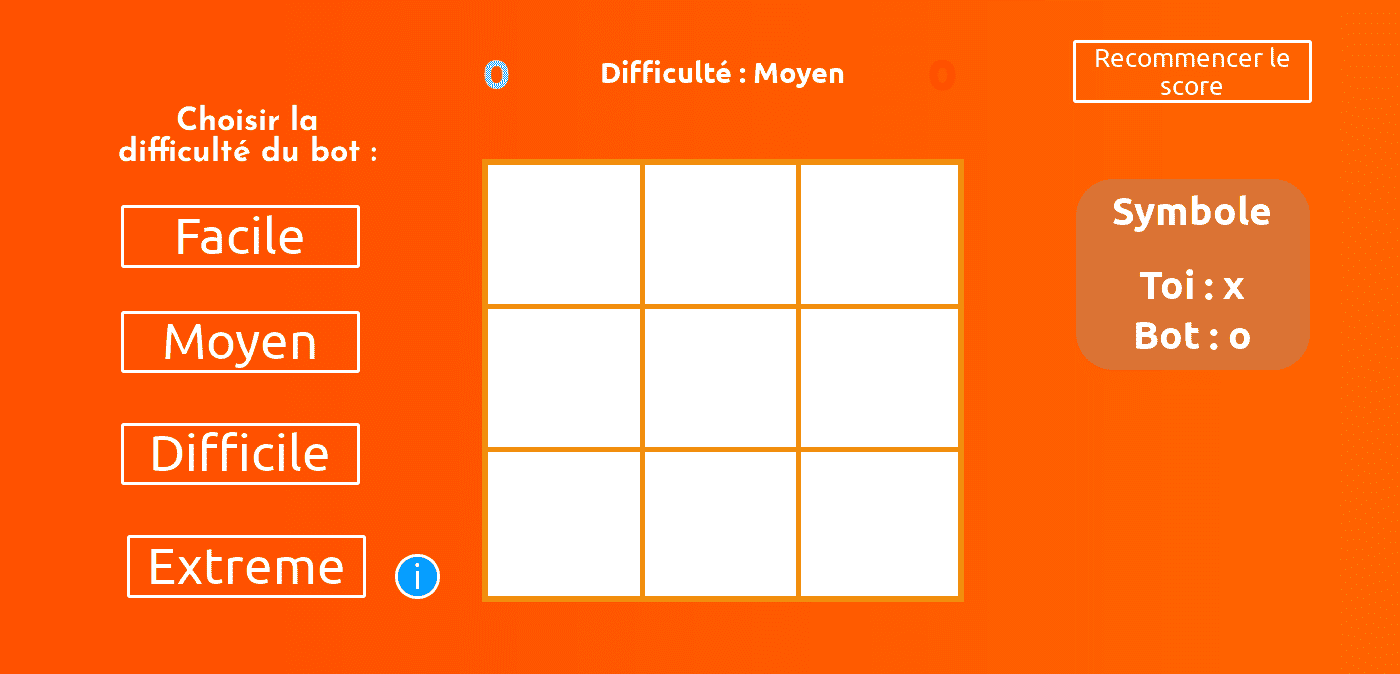 0
Difficulté : Moyen
0
Recommencer le
score
Choisir la
difficulté du bot :
Facile
Moyen
Difficile
Extreme
i
Symbole
Toi : x
Bot : o